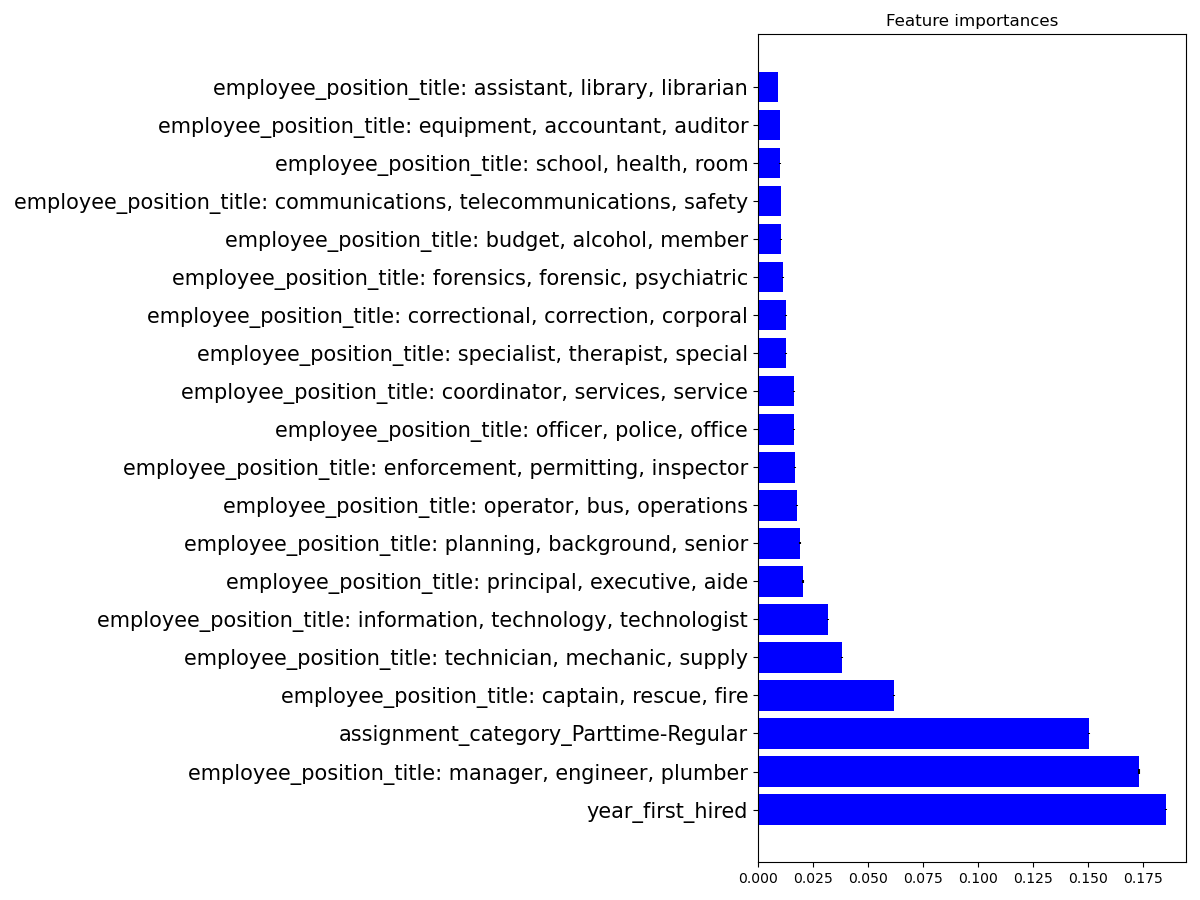 Feature importances
employee_position_title: assistant, library, librarian
employee_position_title: equipment, accountant, auditor
employee_position_title: school, health, room
employee_position_title: communications, telecommunications, safety
employee_position_title: budget, alcohol, member
employee_position_title: forensics, forensic, psychiatric
employee_position_title: correctional, correction, corporal
employee_position_title: specialist, therapist, special
employee_position_title: coordinator, services, service
employee_position_title: officer, police, office
employee_position_title: enforcement, permitting, inspector
employee_position_title: operator, bus, operations
employee_position_title: planning, background, senior
employee_position_title: principal, executive, aide
employee_position_title: information, technology, technologist
employee_position_title: technician, mechanic, supply
employee_position_title: captain, rescue, fire
assignment_category_Parttime-Regular
employee_position_title: manager, engineer, plumber
year_first_hired
0.000 0.025 0.050 0.075 0.100 0.125 0.150 0.175